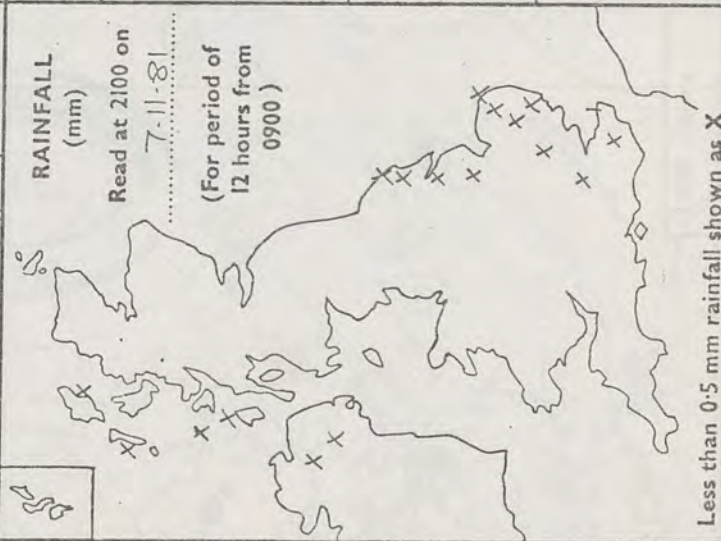 RAINFALL
(mm)
Read at 2100 on
7-11-81
(For period of
12 hours from
0900 )
Less than 0·5 mm rainfall shown as X